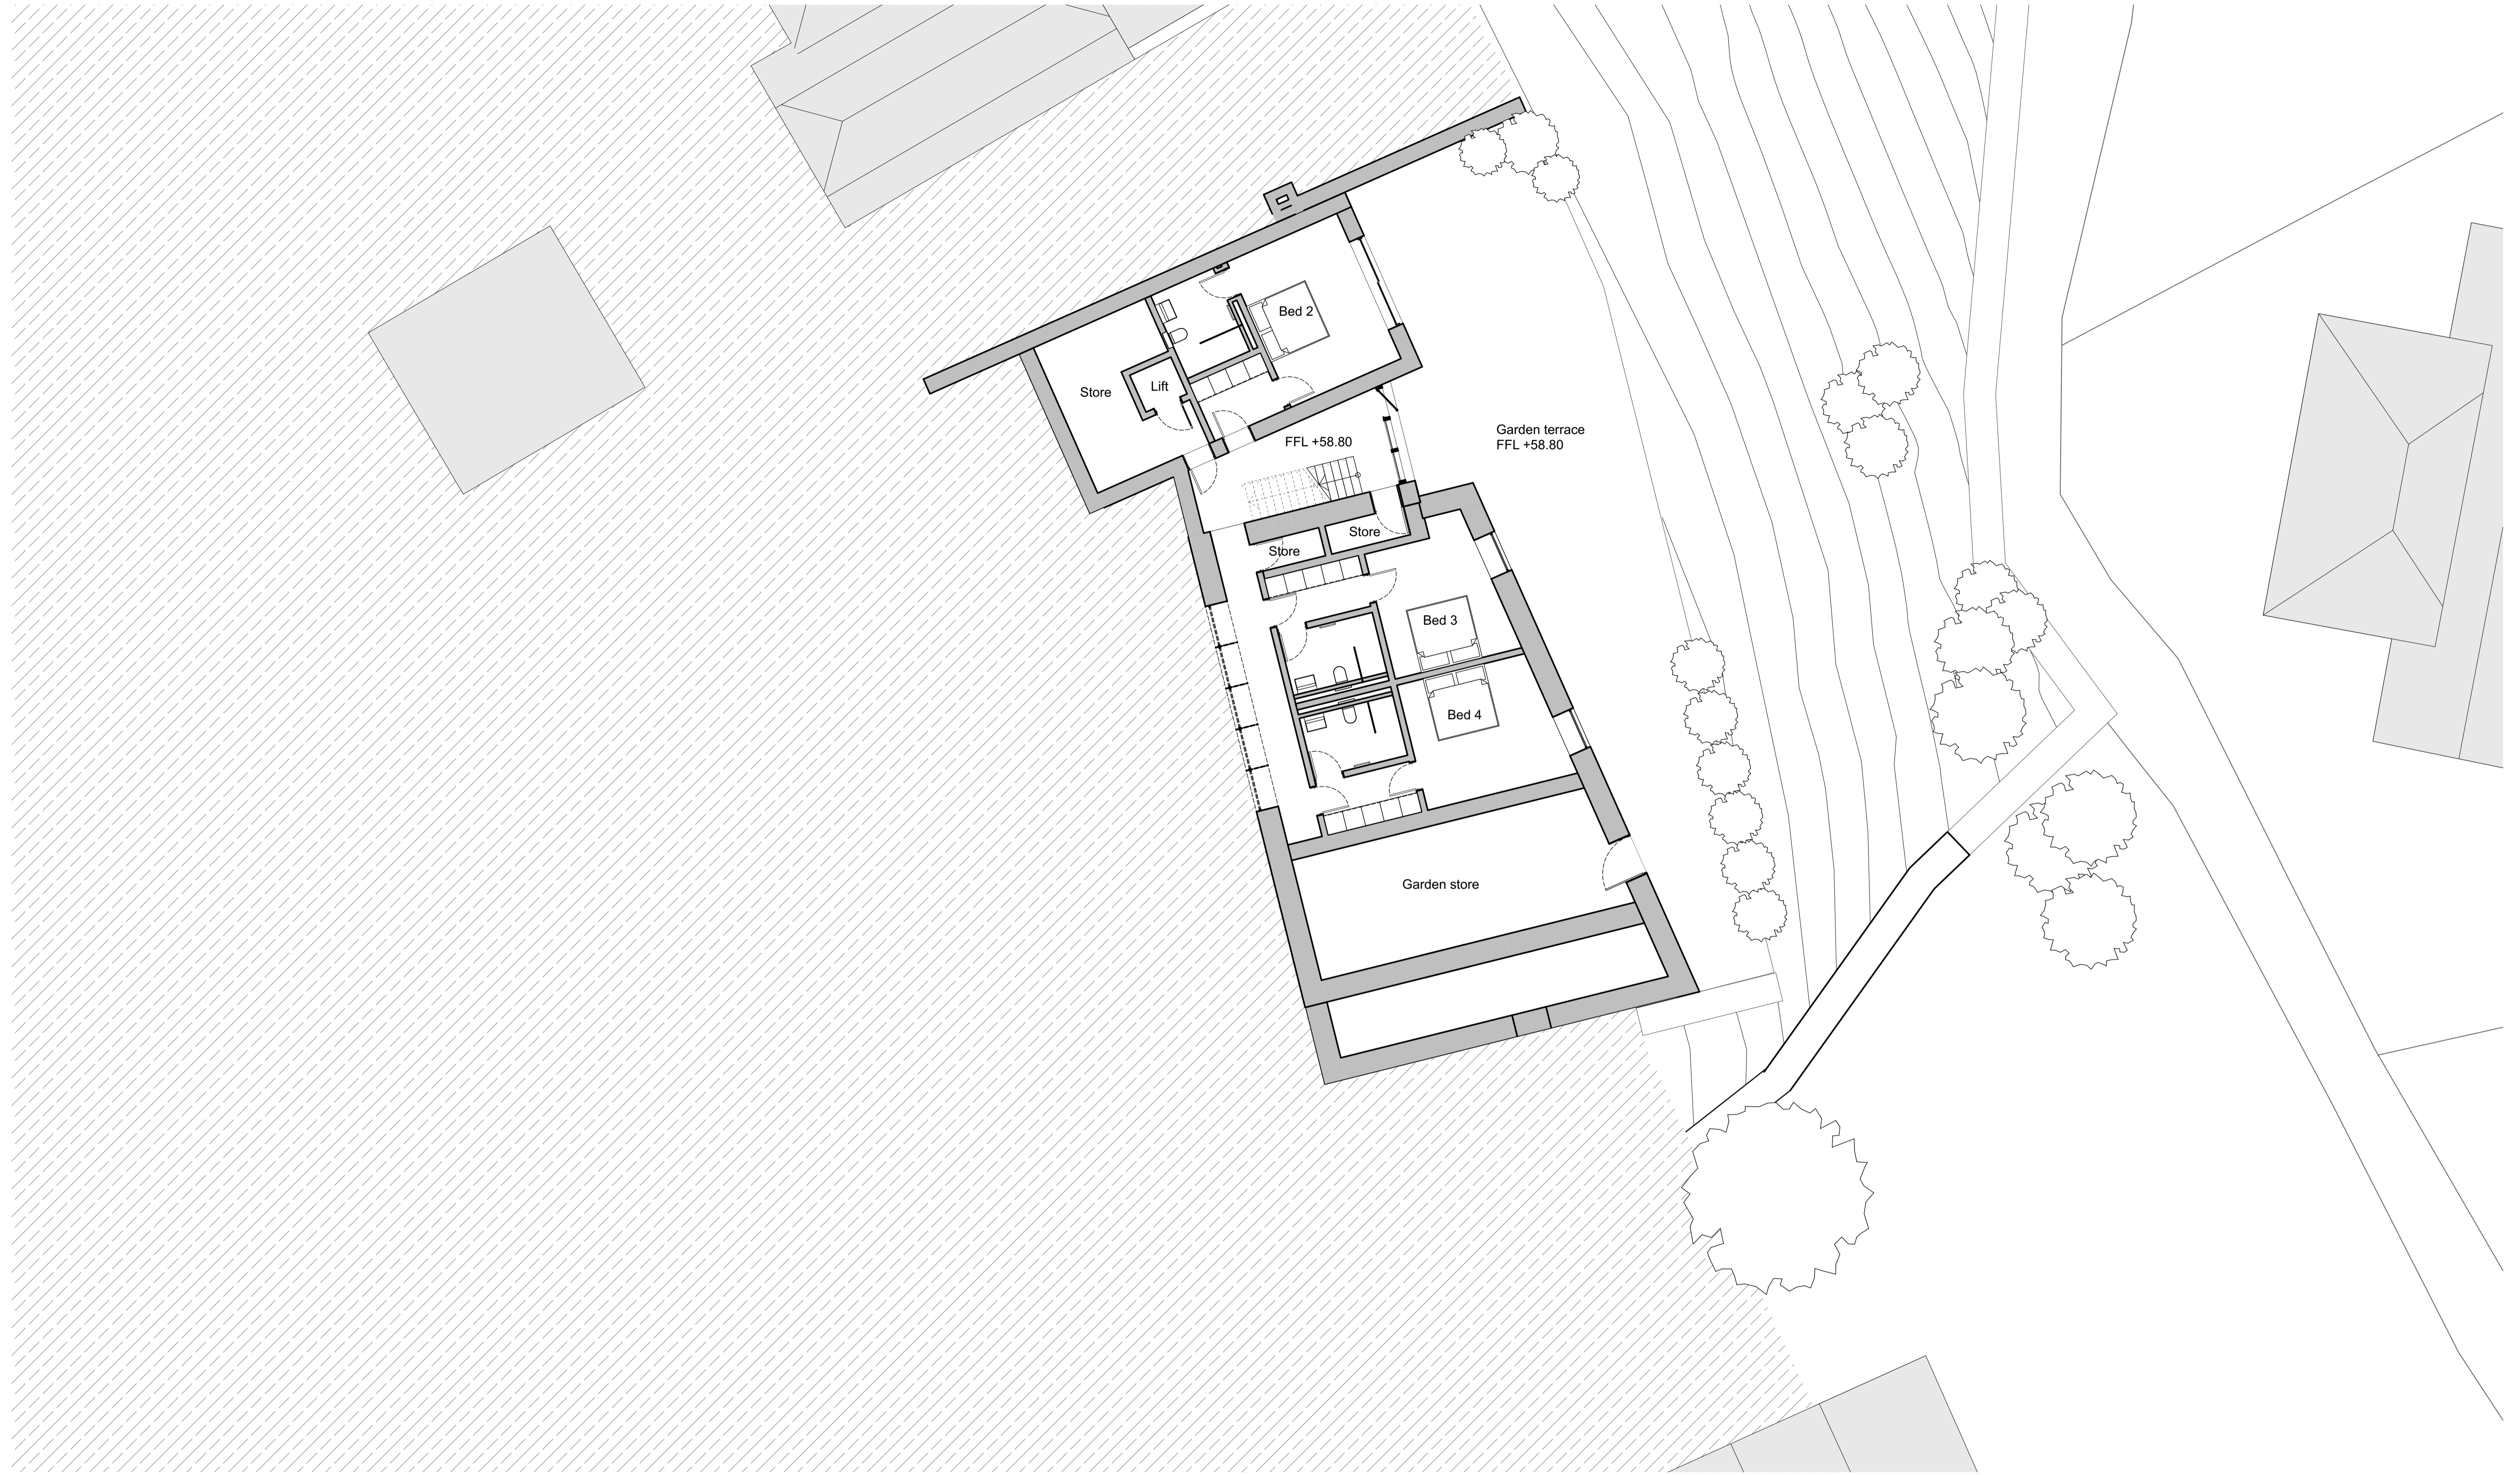 Bed 2
Store
Lift
FFL +58.80
Garden terrace
FFL +58.80
Store
Store
Bed 3
Bed 4
Garden store